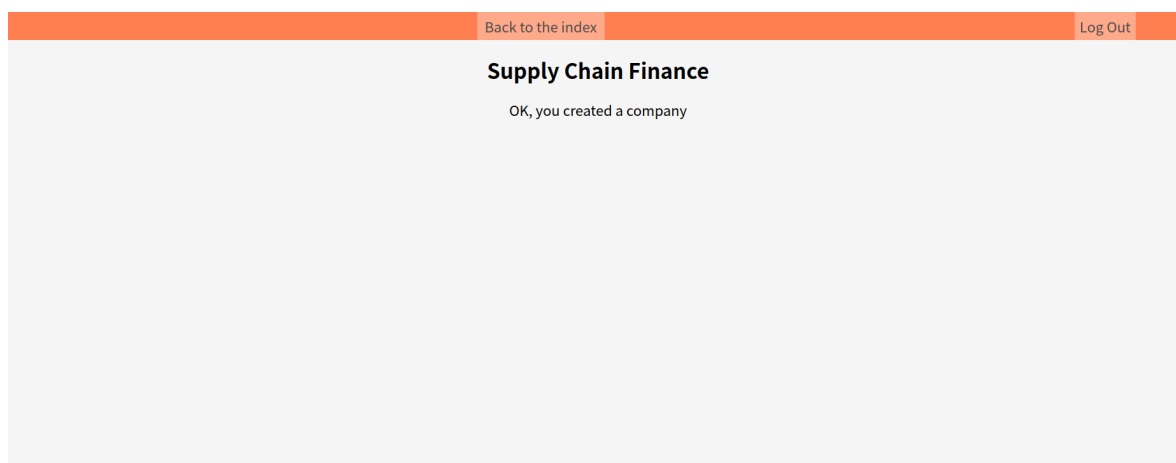 Back to the index Log Out
Supply Chain Finance
OK, you created a company